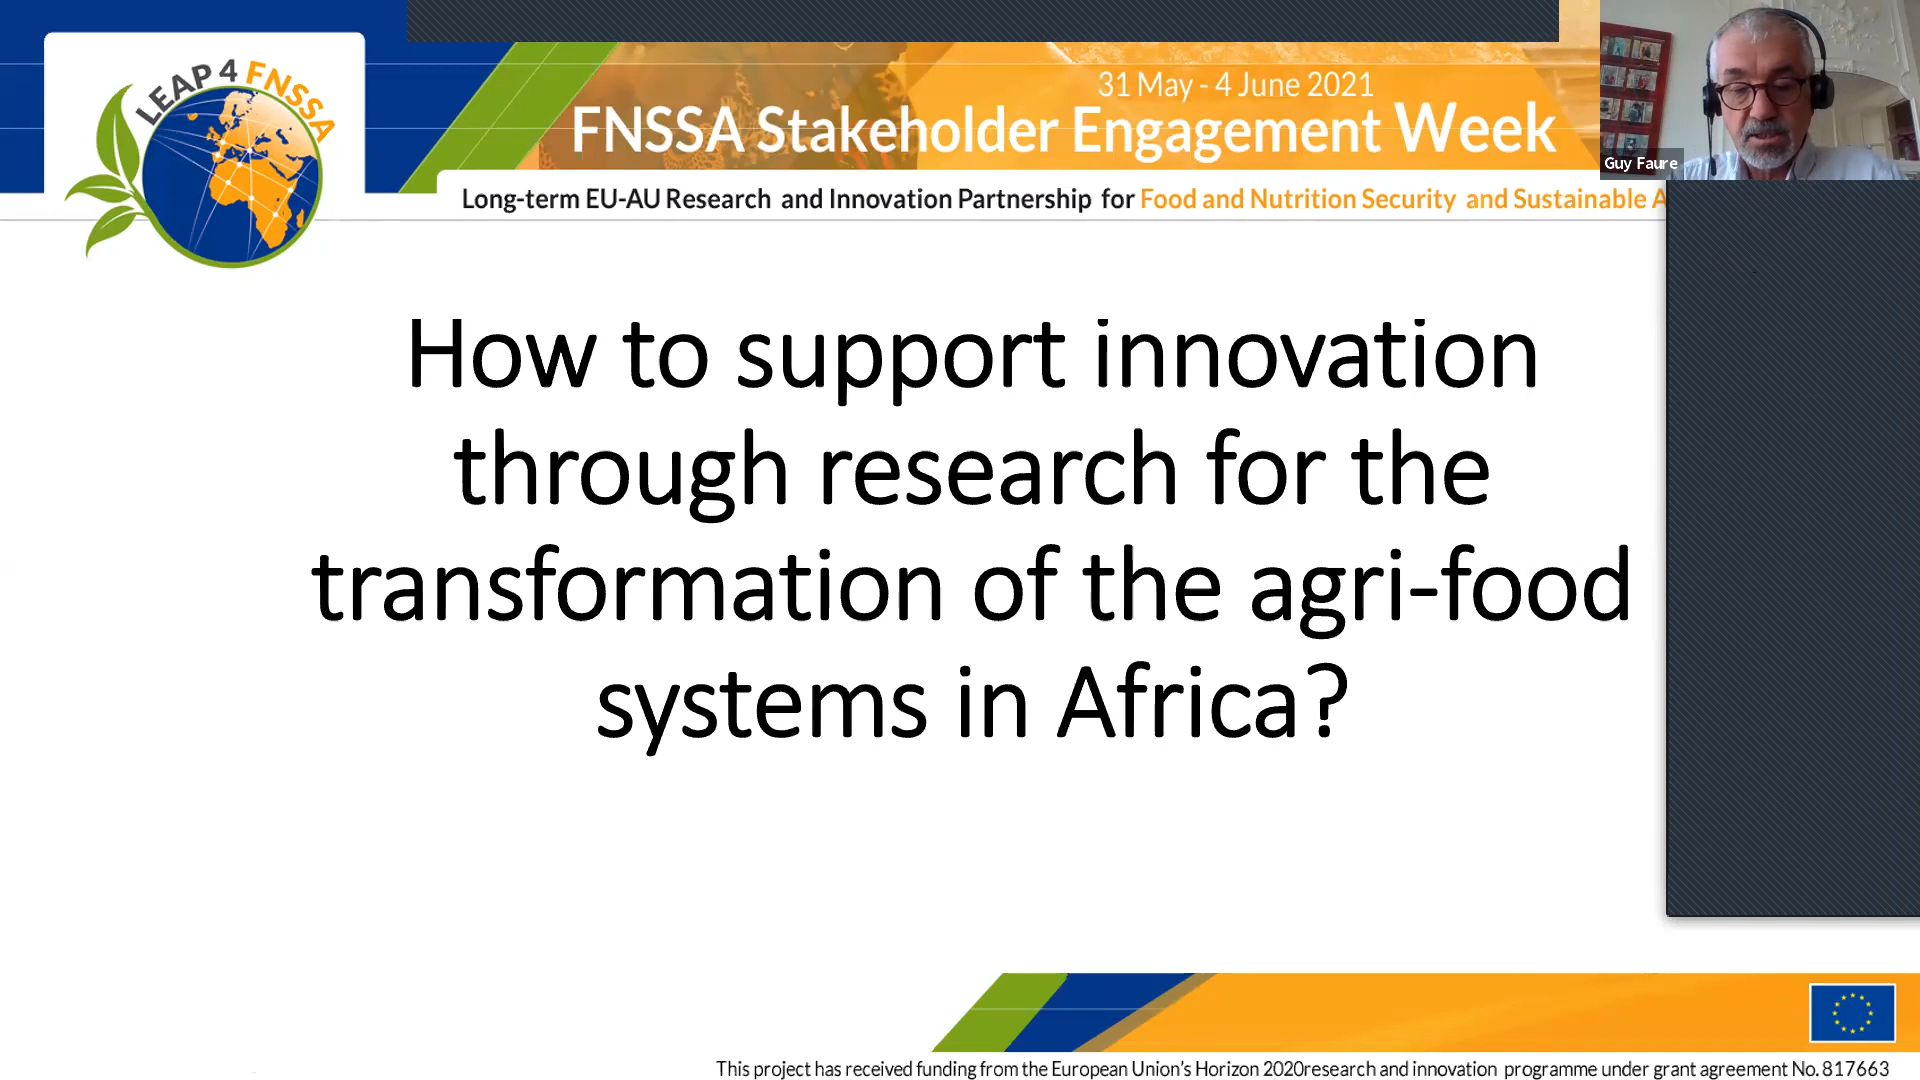 LEAP 4 FNSSA
31 May - 4 June 2021
FNSSA Stakeholder Engagement Week
Guy Faure
Long-term EU-AU Research and Innovation Partnership for Food and Nutrition Security and Sustainable A
How to support innovation
through research for the
transformation of the agri-food
systems in Africa?
This project has received funding from the European Union's Horizon 2020research and innovation programme under grant agreement No. 817663